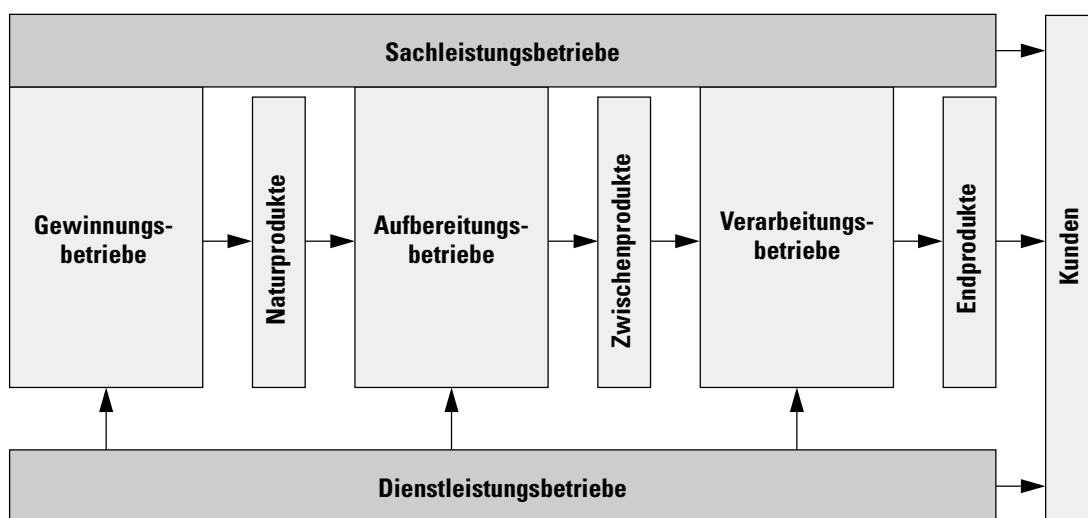 Sachleistungsbetriebe
Gewinnungs-
betriebe
Naturprodukte
Aufbereitungs-
betriebe
Zwischenprodukte
Verarbeitungs-
betriebe
Endprodukte
Kunden
Dienstleistungsbetriebe